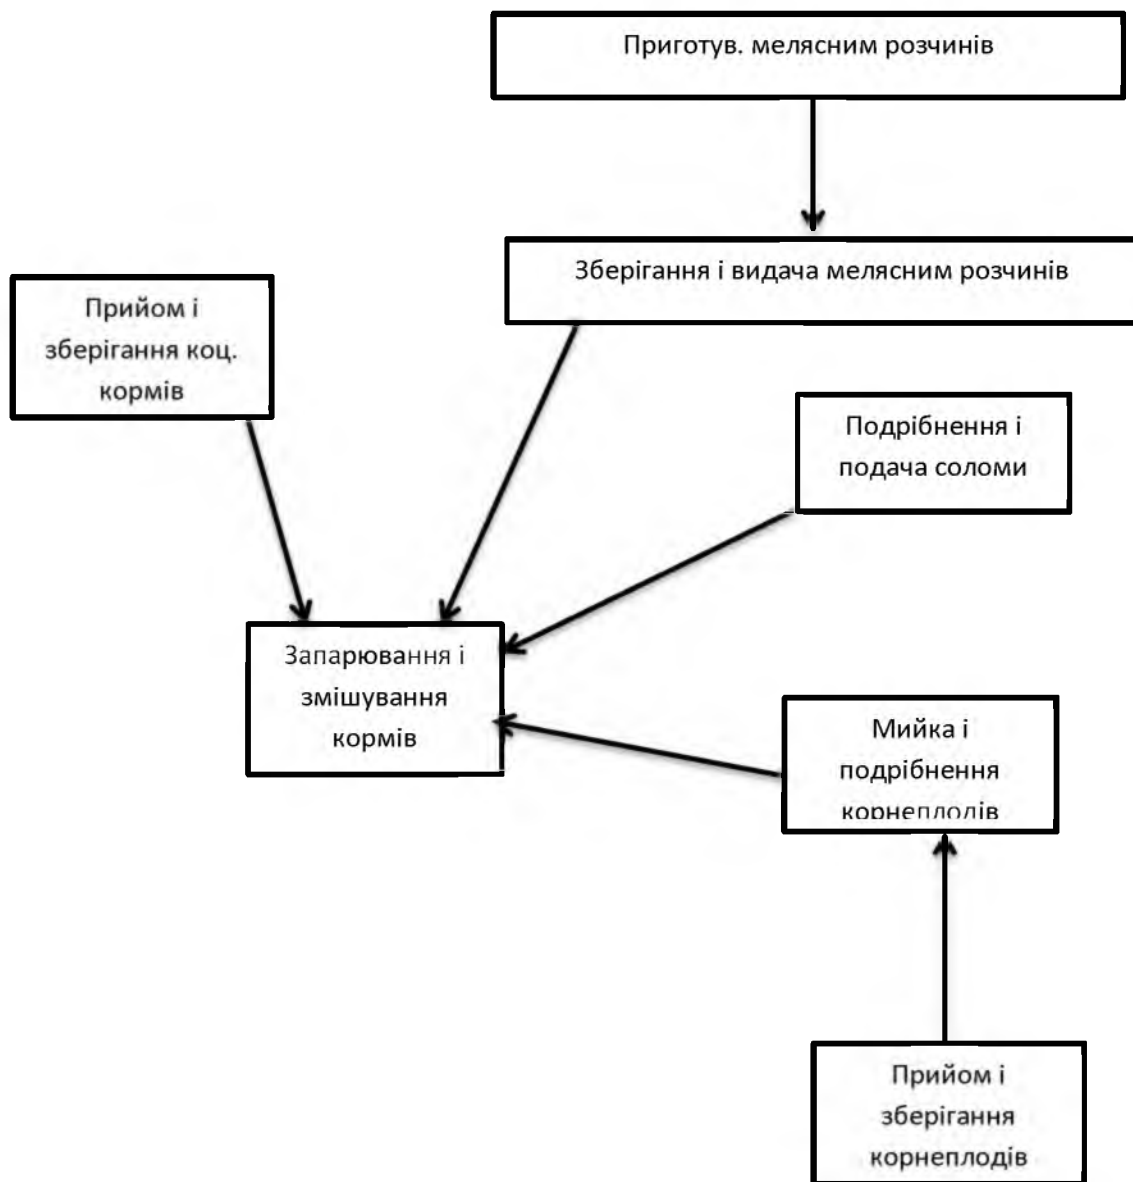 Приготув. мелясним розчинів
Зберігання і видача мелясним розчинів
Прийом і
зберігання коц.
кормів
Подрібнення і
подача соломи
Запарювання і
змішування
кормів
Мийка і
подрібнення
корнеплодів
Прийом і
зберігання
корнеплодів